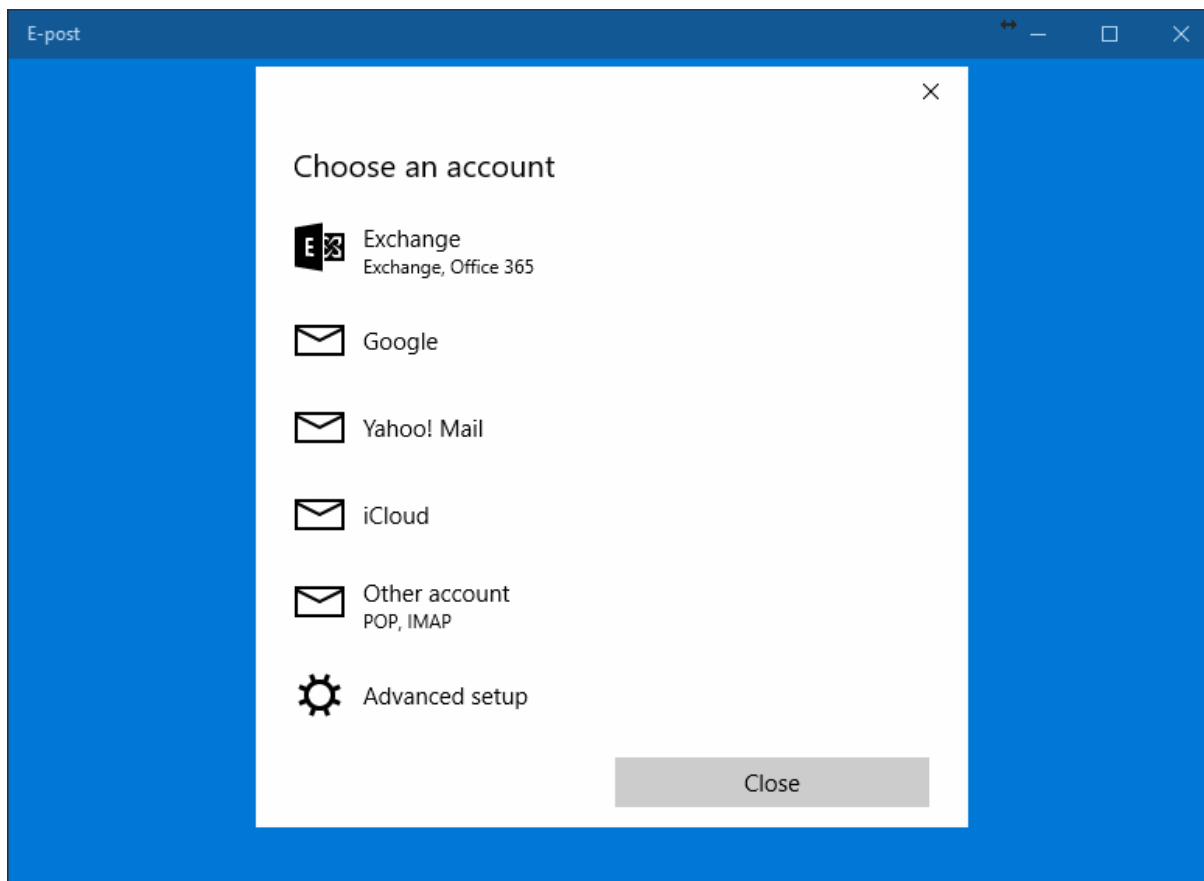 E-post
Choose an account
E
Exchange
Exchange, Office 365
Google
Yahoo! Mail
iCloud
Other account
POP, IMAP
Advanced setup
Close